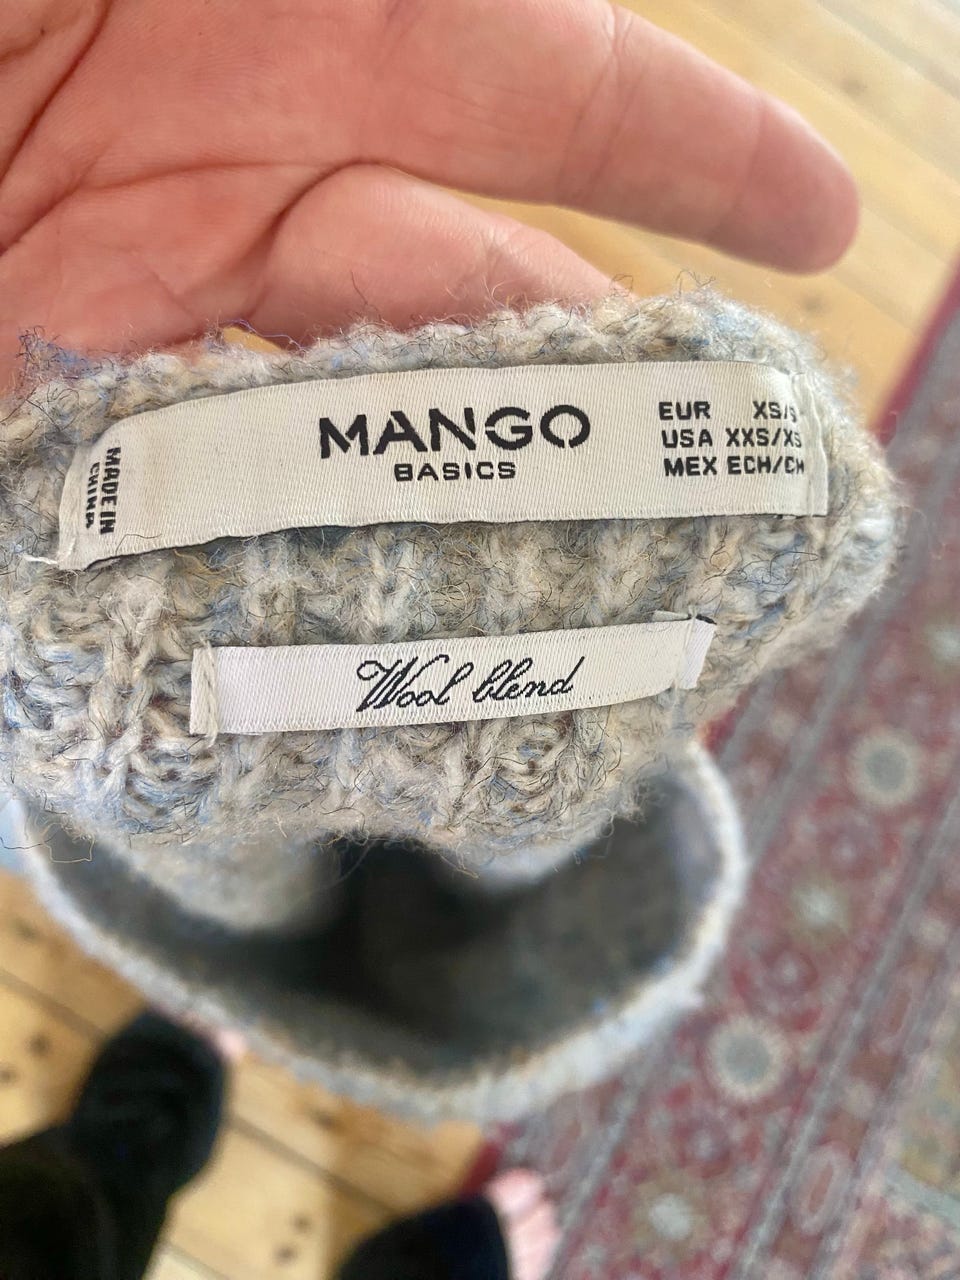 MANGO
BASICS
EUR XS/S
USA XXS/XS
MEX ECH/CH
MADE IN
CHINA
Wool blend